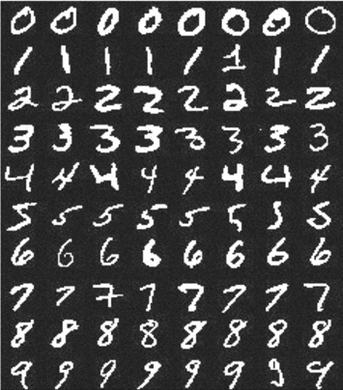 0 0 0 0 0 0 0 0
1 1 1 1 1 1 1 1
2 2 2 2 2 2 2 2
3 3 3 3 3 3 3 3
4 4 4 4 4 4 4 4
5 5 5 5 5 5 5 5
6 6 6 6 6 6 6 6
7 7 7 7 7 7 7 7
8 8 8 8 8 8 8 8
9 9 9 9 9 9 9 9